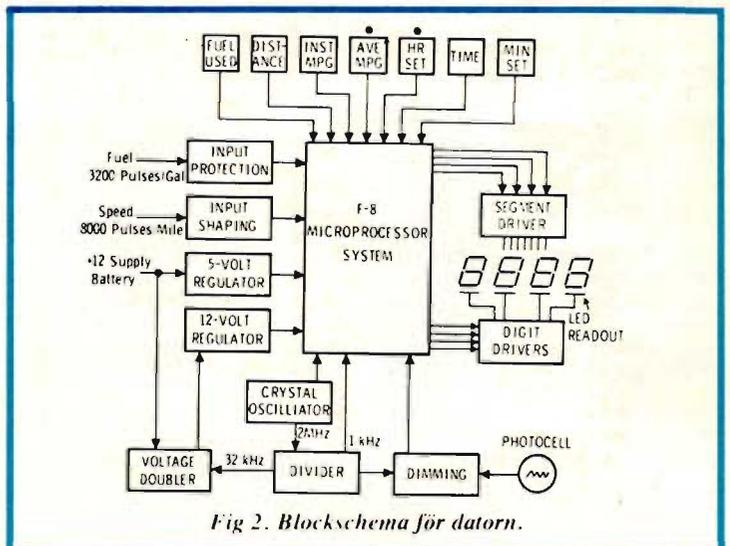 FUEL
USED
DIST-
ANCE
INST
MPG
AVE
MPG
HR
SET
TIME
MIN
SET
Fuel
3200 Pulses/Gal
INPUT
PROTECTION
Speed
8000 Pulses Mile
INPUT
SHAPING
+12 Supply
Battery
5-VOLT
REGULATOR
12-VOLT
REGULATOR
F-8
MICROPROCESSOR
SYSTEM
SEGMENT
DRIVER
LED
READOUT
DIGIT
DRIVERS
CRYSTAL
OSCILLIATOR
2MHz
1 kHz
VOLTAGE
DOUBLER
32 kHz
DIVIDER
DIMMING
PHOTOCELL
Fig 2. Blockschema för datorn.